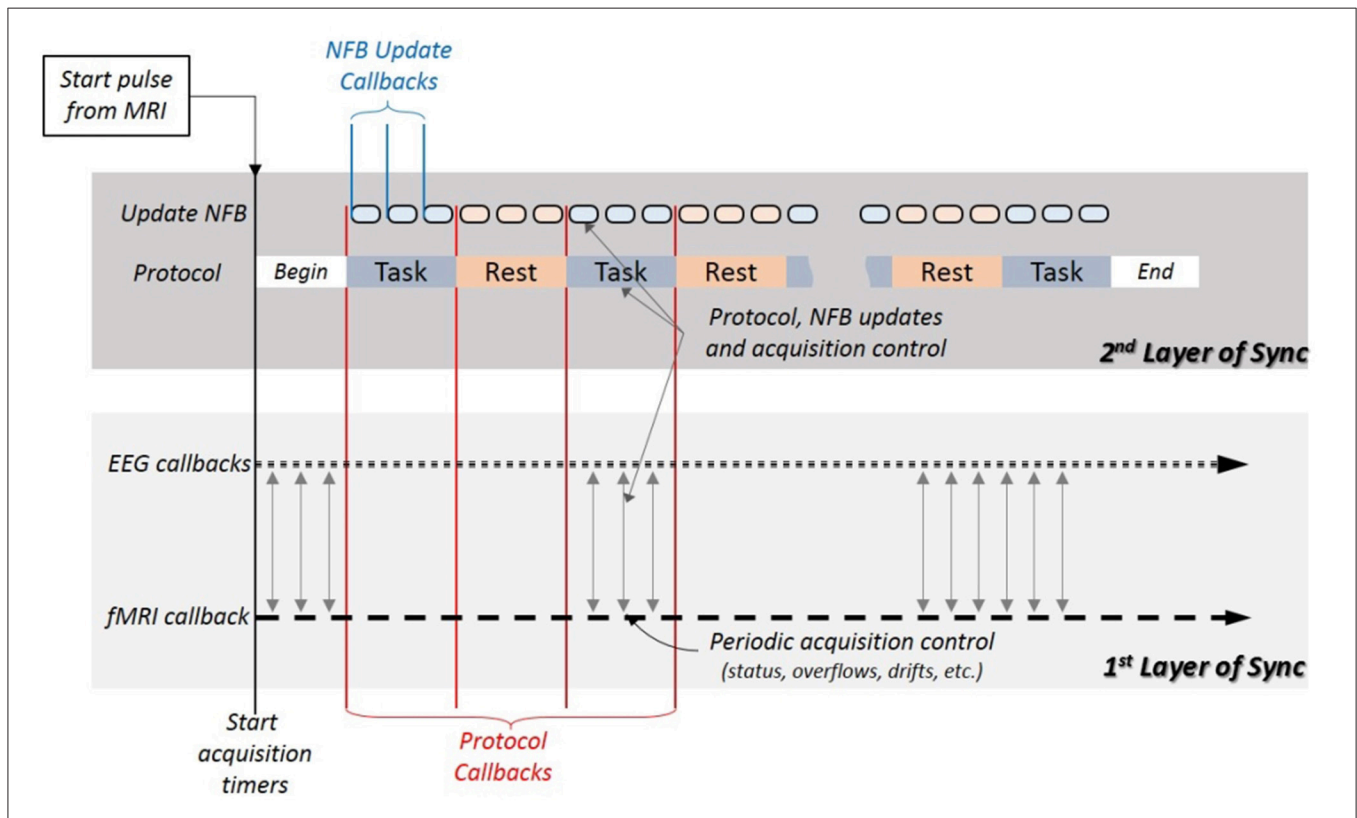 NFB Update
Callbacks
Start pulse
from MRI
Update NFB
Protocol
Begin
Task
Rest
Task
Rest
Rest
Task
End
Protocol, NFB updates
and acquisition control
2nd Layer of Sync
EEG callbacks
fMRI callback
Periodic acquisition control
(status, overflows, drifts, etc.)
1st Layer of Sync
Start
acquisition
timers
Protocol
Callbacks